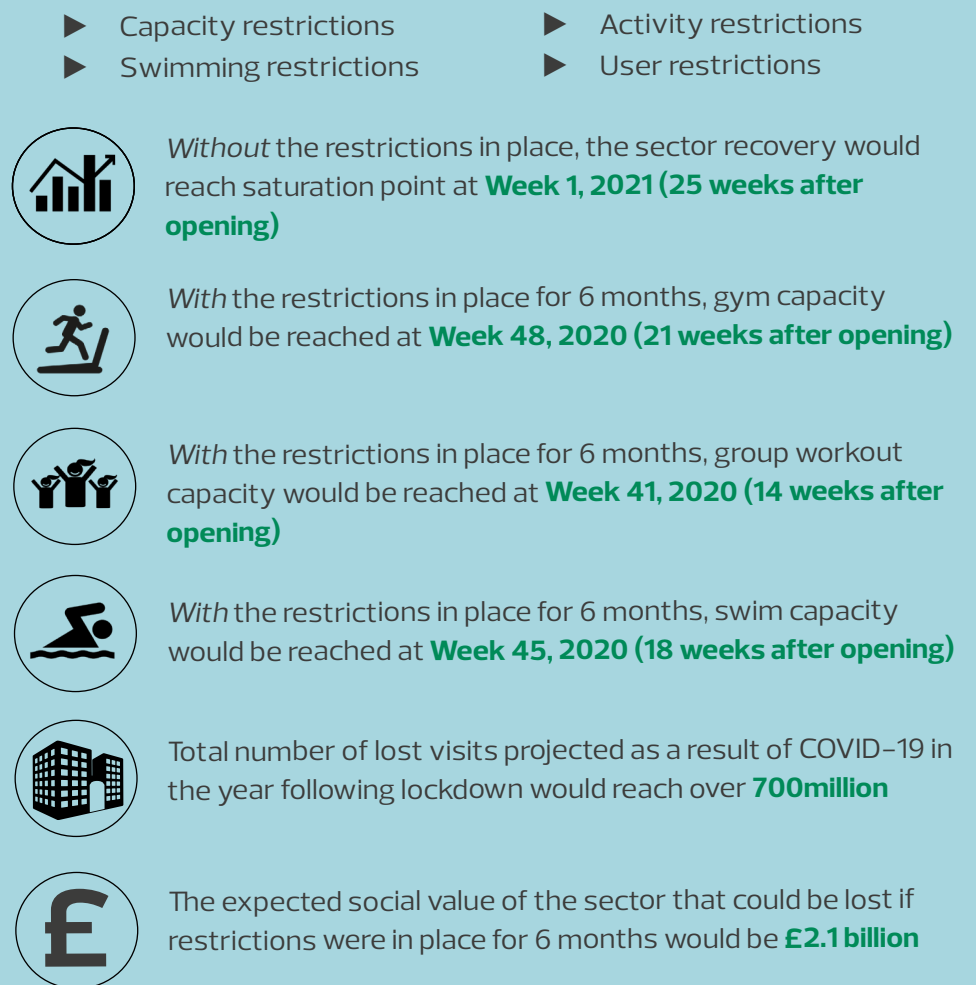 ▶ Capacity restrictions
▶ Swimming restrictions
▶ Activity restrictions
▶ User restrictions
Without the restrictions in place, the sector recovery would
reach saturation point at Week 1, 2021 (25 weeks after
opening)
With the restrictions in place for 6 months, gym capacity
would be reached at Week 48, 2020 (21 weeks after opening)
With the restrictions in place for 6 months, group workout
capacity would be reached at Week 41, 2020 (14 weeks after
opening)
With the restrictions in place for 6 months, swim capacity
would be reached at Week 45, 2020 (18 weeks after opening)
Total number of lost visits projected as a result of COVID-19 in
the year following lockdown would reach over 700million
£
The expected social value of the sector that could be lost if
restrictions were in place for 6 months would be £2.1 billion